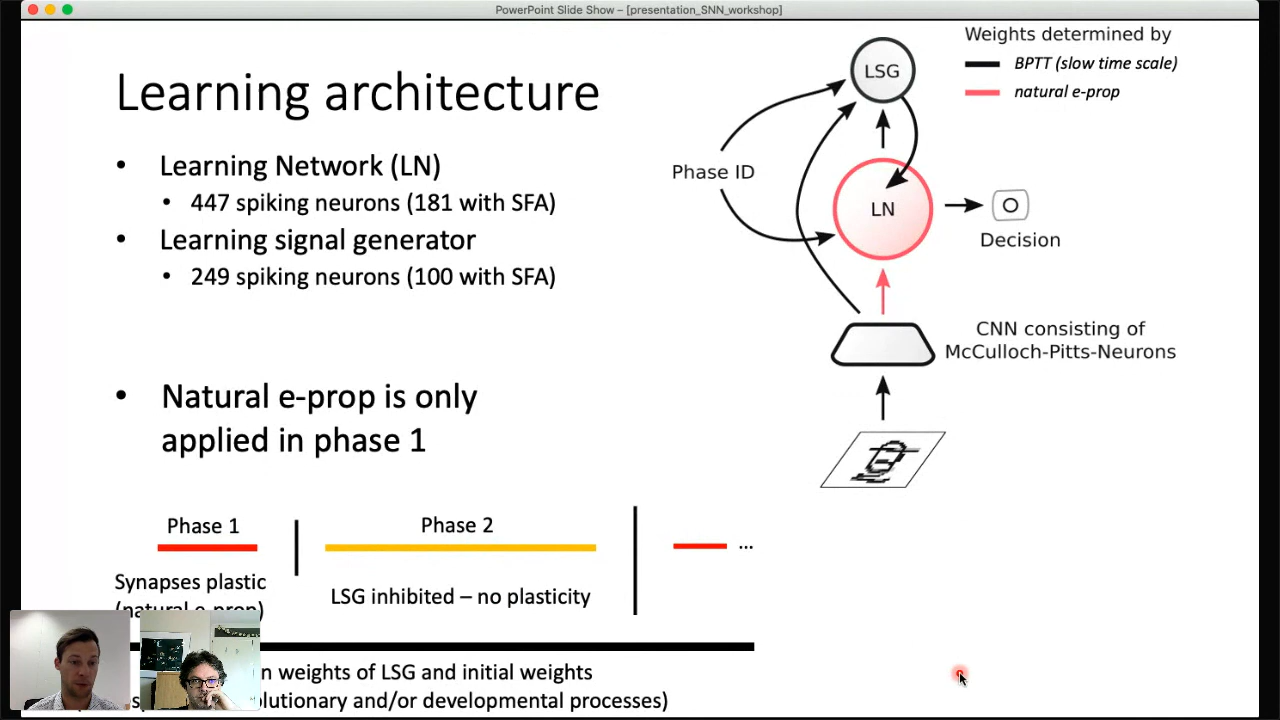 PowerPoint Slide Show – [presentation_SNN_workshop]
Learning architecture
• Learning Network (LN)
• 447 spiking neurons (181 with SFA)
• Learning signal generator
• 249 spiking neurons (100 with SFA)
• Natural e-prop is only
applied in phase 1
Weights determined by
BPTT (slow time scale)
natural e-prop
LSG
Phase ID
LN
Decision
CNN consisting of
McCulloch-Pitts-Neurons
Phase 1
Phase 2
...
Synapses plastic
(natural e-prop)
LSG inhibited – no plasticity
weights of LSG and initial weights
and/or developmental processes)